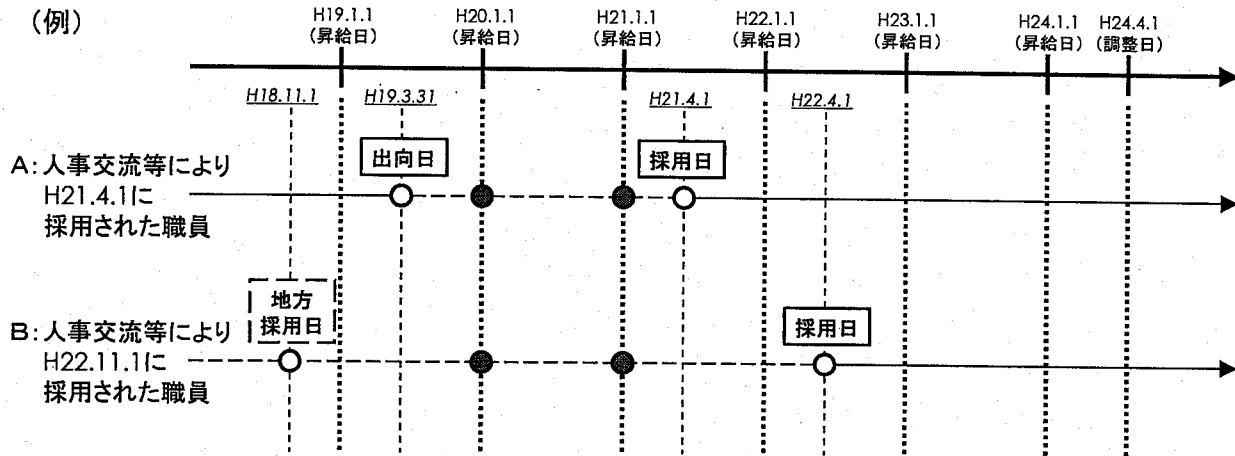 (例)
H19.1.1
(昇給日)
H20.1.1
(昇給日)
H21.1.1
(昇給日)
H22.1.1
(昇給日)
H23.1.1
(昇給日)
H24.1.1
(昇給日)
H24.4.1
(調整日)
H18.11.1
H19.3.31
H21.4.1
H22.4.1
出向日
採用日
A:人事交流等により
H21.4.1に
採用された職員
地方
採用日
採用日
B:人事交流等により
H22.11.1に
採用された職員